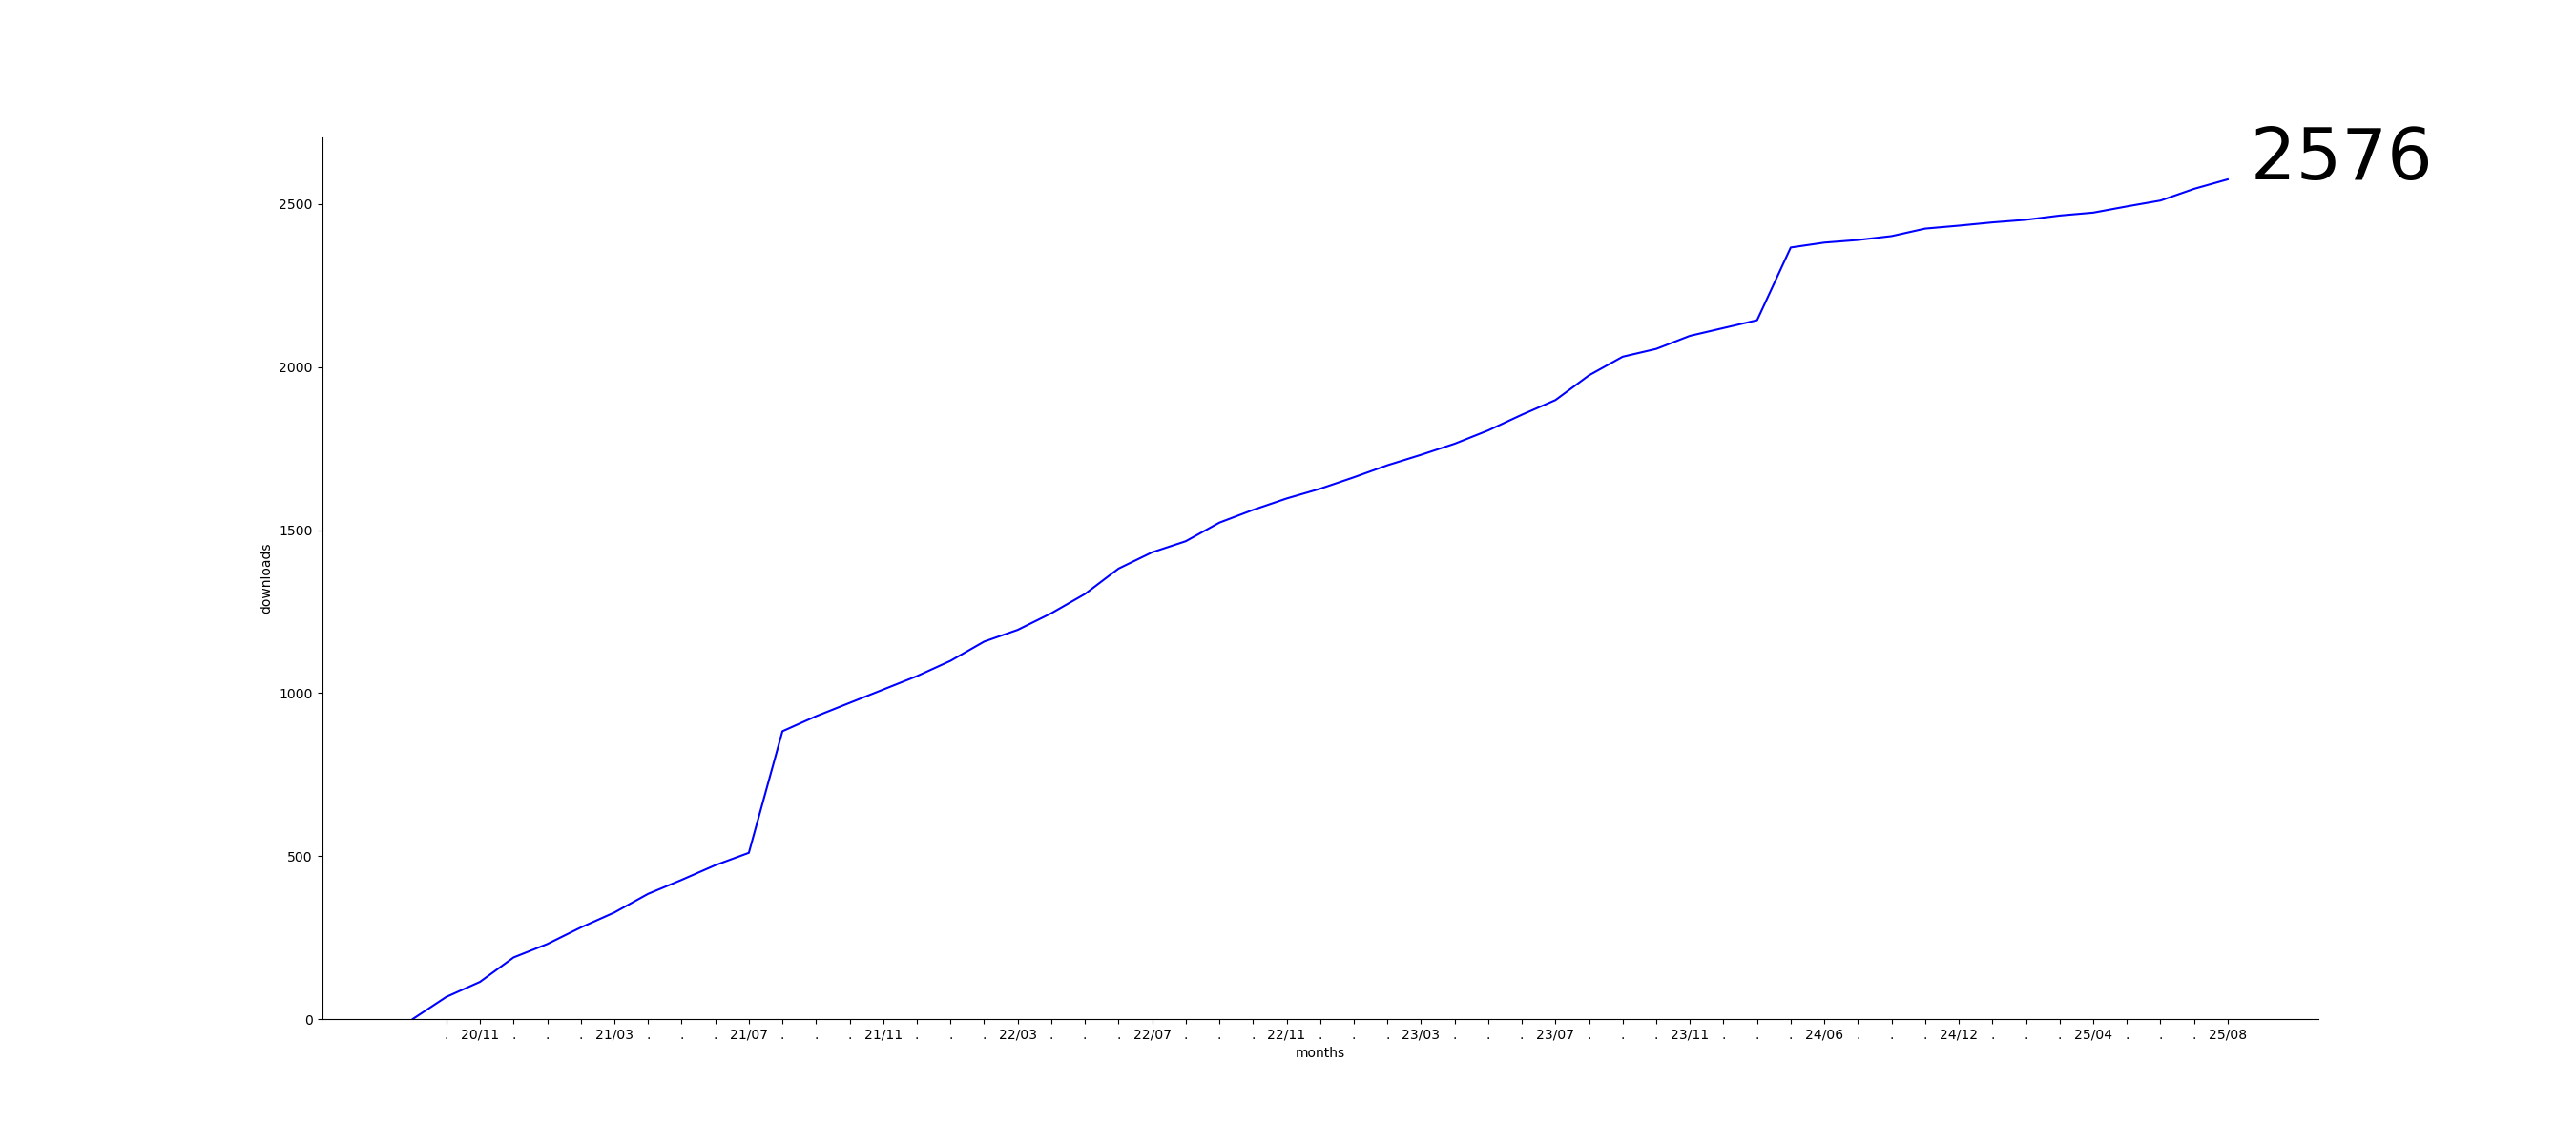 2576
2500
2000
1500
1000
500
0
downloads
. 20/11 . . . 21/03 . . . 21/07 . . . 21/11 . . . 22/03 . . . 22/07 . . . 22/11 . . . 23/03 . . . 23/07 . . . 23/11 . . . 24/06 . . . 24/12 . . . 25/04 . . . 25/08
months